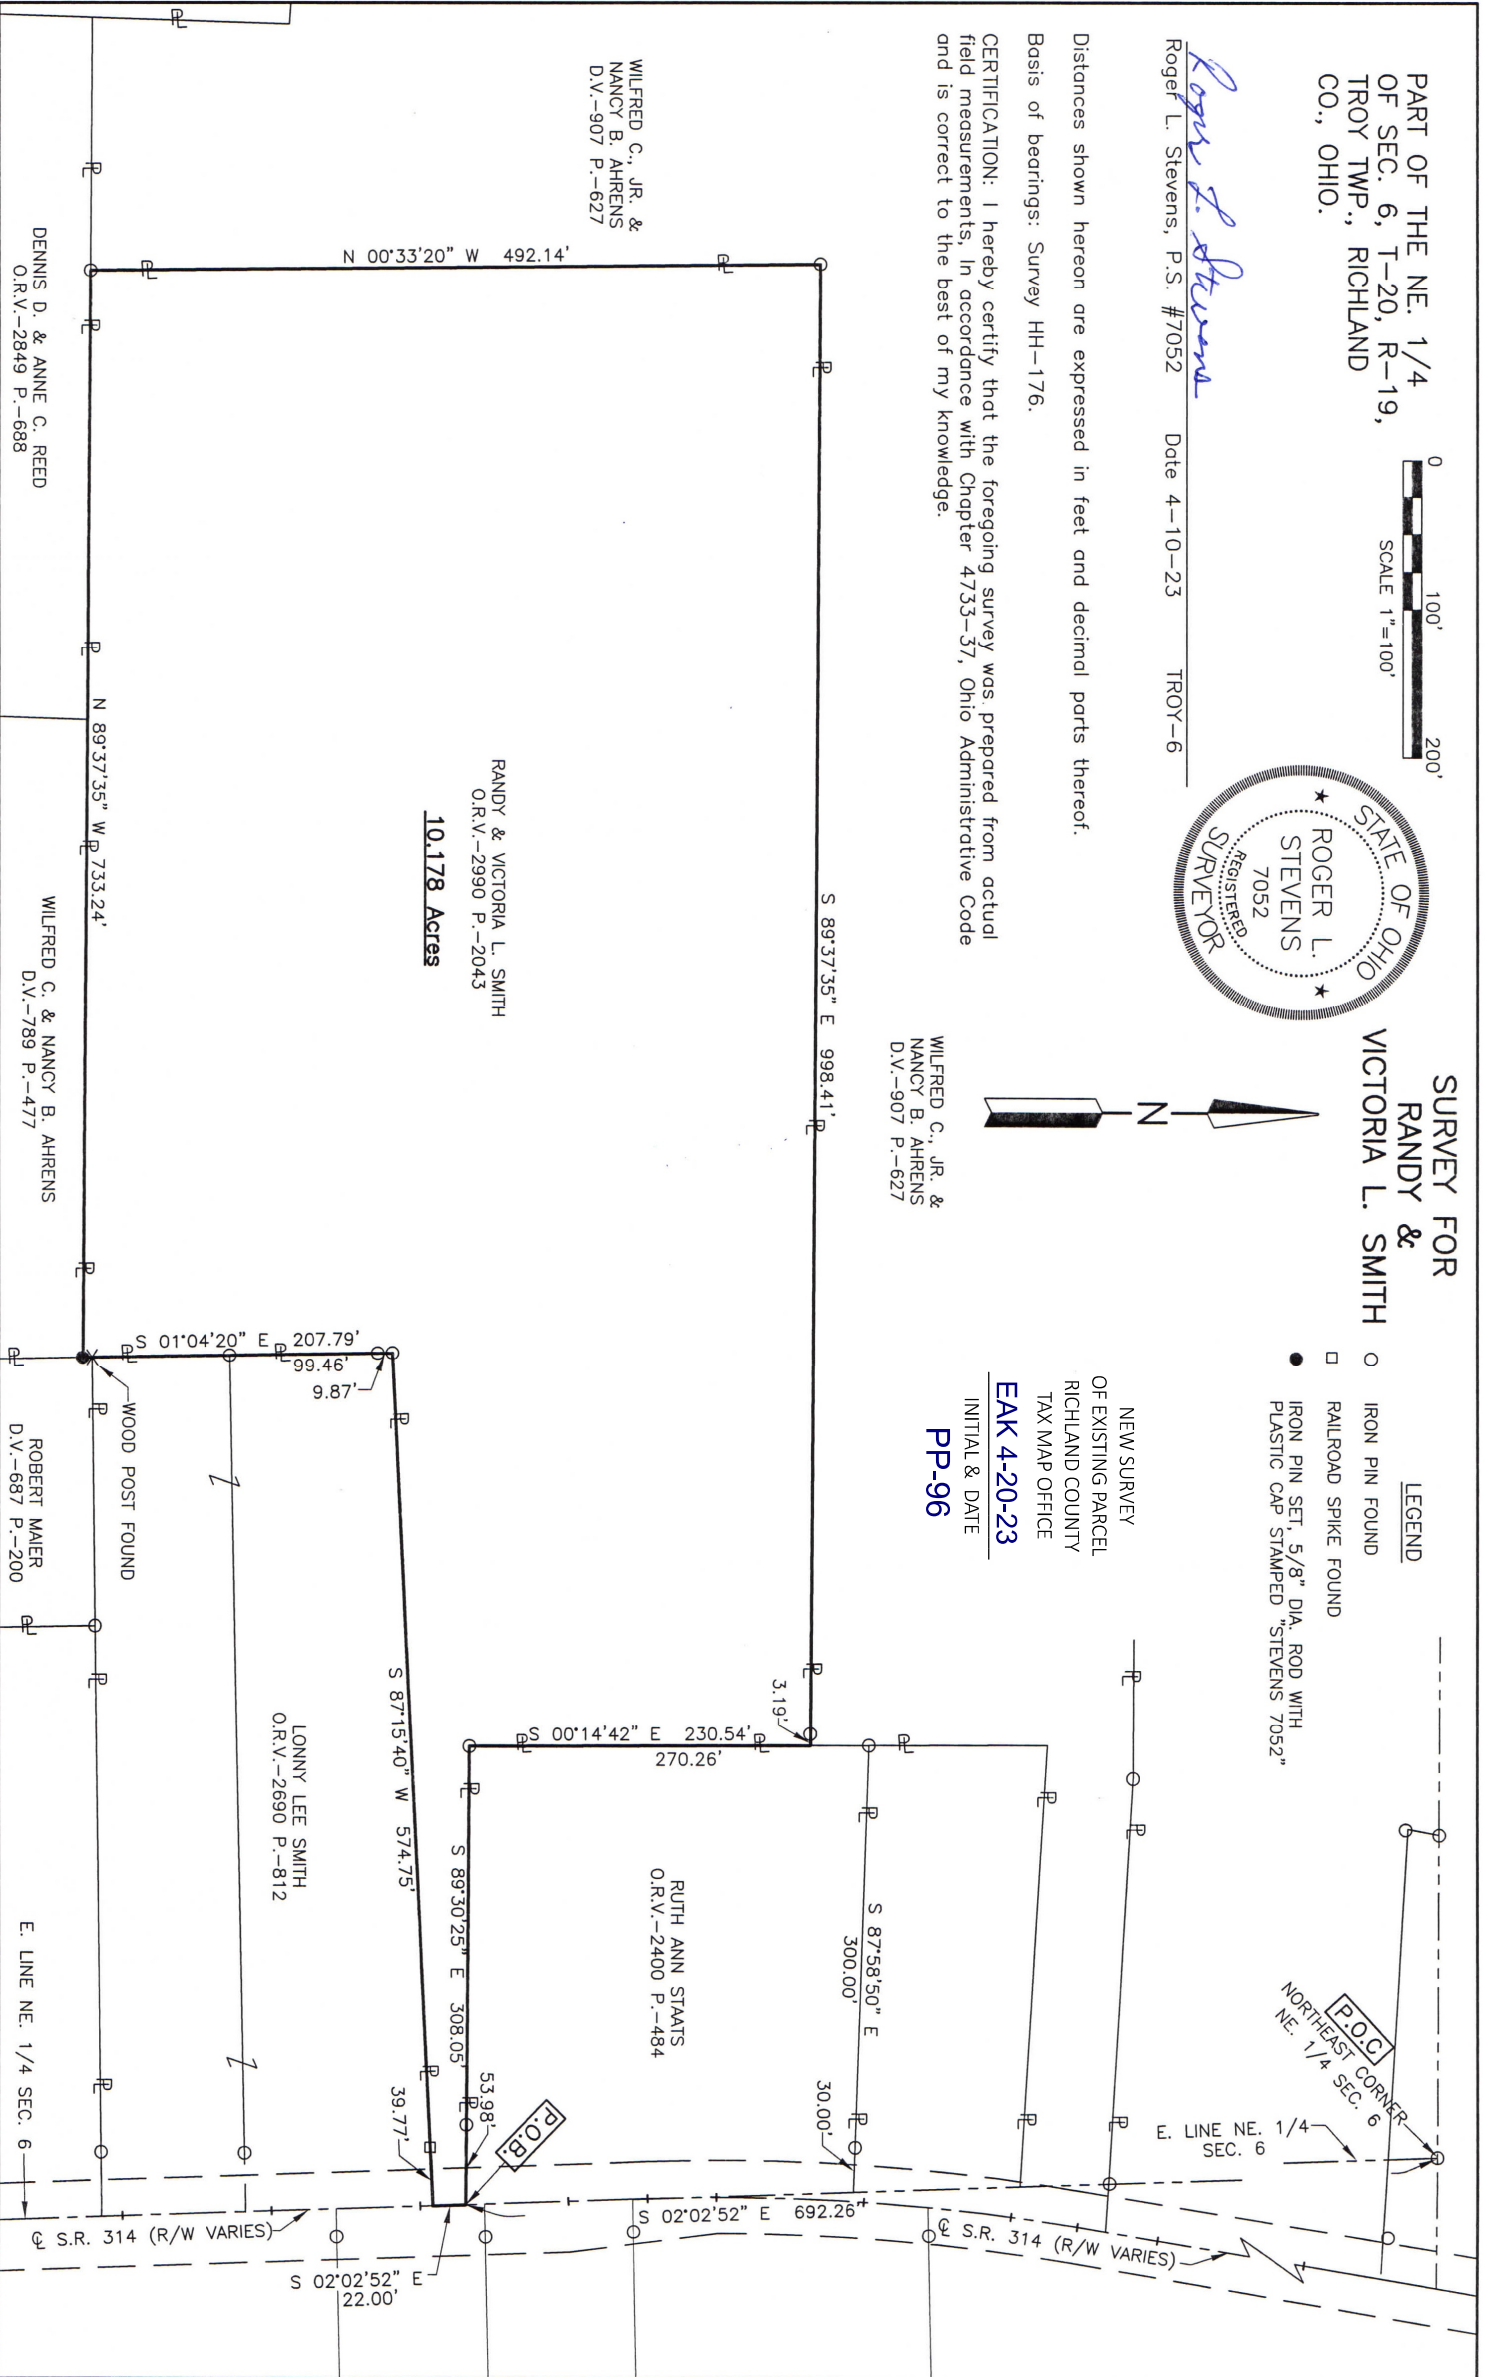 PART OF THE NE. 1/4
OF SEC. 6, T-20, R-19,
TROY TWP., RICHLAND
CO., OHIO.
0 100' 200'
SCALE 1"=100'
Roger L. Stevens
Roger L. Stevens, P.S. #7052 Date 4-10-23 TROY-6
STATE OF OHIO
★ ROGER L. ★
STEVENS
7052
REGISTERED
SURVEYOR
Distances shown hereon are expressed in feet and decimal parts thereof.
Basis of bearings: Survey HH-176.
CERTIFICATION: I hereby certify that the foregoing survey was prepared from actual
field measurements, In accordance with Chapter 4733-37, Ohio Administrative Code
and is correct to the best of my knowledge.
SURVEY FOR
RANDY &
VICTORIA L. SMITH
N
LEGEND
IRON PIN FOUND
RAILROAD SPIKE FOUND
IRON PIN SET, 5/8" DIA. ROD WITH
PLASTIC CAP STAMPED "STEVENS 7052"
NEW SURVEY
OF EXISTING PARCEL
RICHLAND COUNTY
TAX MAP OFFICE
EAK 4-20-23
INITIAL & DATE
PP-96
P.O.C
NORTHEAST CORNER
NE. 1/4 SEC. 6
E. LINE NE. 1/4
SEC. 6
WILFRED C., JR. &
NANCY B. AHRENS
D.V.-907 P.-627
WILFRED C., JR. &
NANCY B. AHRENS
D.V.-907 P.-627
S 89°37'35" E 998.41'
3.19'
N 00°33'20" W 492.14'
S 00°14'42" E 230.54'
270.26'
S 87°58'50" E
300.00'
30.00'
RUTH ANN STAATS
O.R.V.-2400 P.-484
S 02°02'52" E 692.26'
℄ S.R. 314 (R/W VARIES)
RANDY & VICTORIA L. SMITH
O.R.V.-2990 P.-2043
10.178 Acres
S 89°30'25" E 308.05'
53.98'
P.O.B.
S 87°15'40" W 574.75'
39.77'
S 02°02'52" E
22.00'
S 01°04'20" E 207.79'
99.46'
9.87'
LONNY LEE SMITH
O.R.V.-2690 P.-812
WOOD POST FOUND
N 89°37'35" W 733.24'
DENNIS D. & ANNE C. REED
O.R.V.-2849 P.-688
WILFRED C. & NANCY B. AHRENS
D.V.-789 P.-477
ROBERT MAIER
D.V.-687 P.-200
E. LINE NE. 1/4 SEC. 6
℄ S.R. 314 (R/W VARIES)